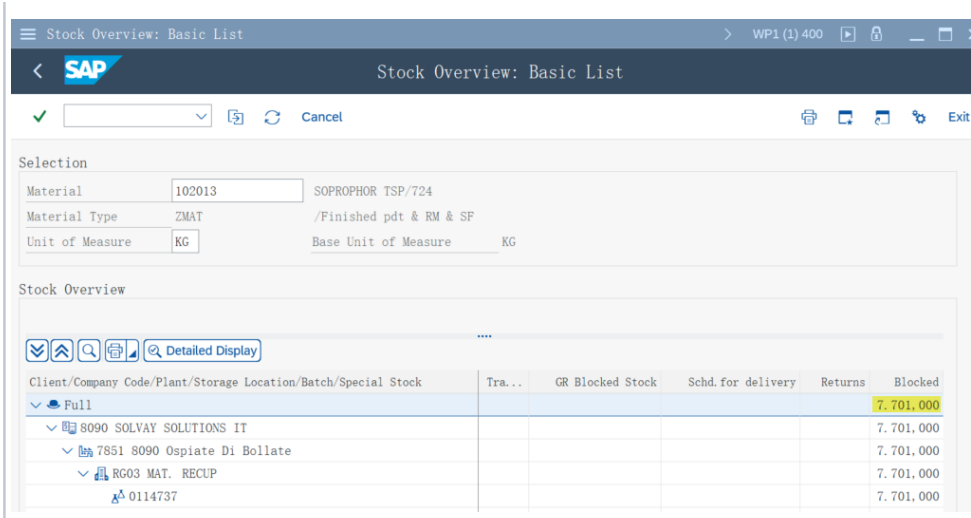 Stock Overview: Basic List WP1 (1) 400
SAP Stock Overview: Basic List
Cancel Exit
Selection
Material 102013 SOPROPHOR TSP/724
Material Type ZMAT /Finished pdt & RM & SF
Unit of Measure KG Base Unit of Measure KG
Stock Overview
Detailed Display
Client/Company Code/Plant/Storage Location/Batch/Special Stock Tra... GR Blocked Stock Schd.for delivery Returns Blocked
Full 7.701,000
8090 SOLVAY SOLUTIONS IT 7.701,000
7851 8090 Ospiate Di Bollate 7.701,000
RG03 MAT. RECUP 7.701,000
0114737 7.701,000